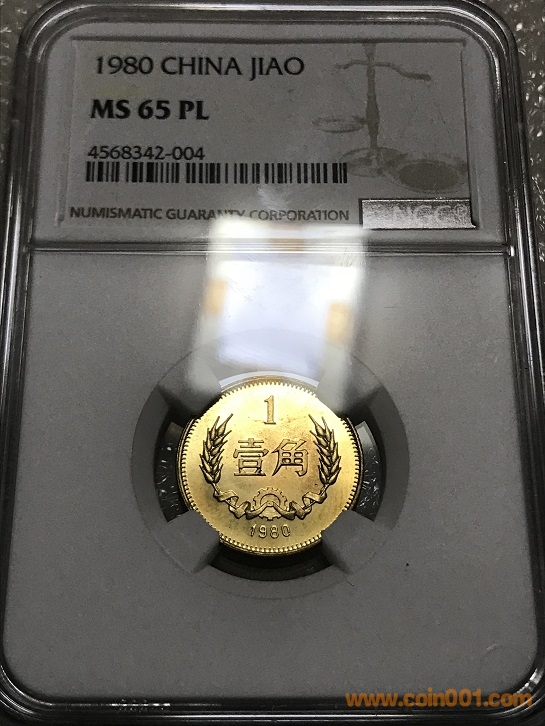 1980 CHINA JIAO
MS 65 PL
4568342-004
NUMISMATIC GUARANTY CORPORATION
NGC
1
壹角
1980
www.coin001.com